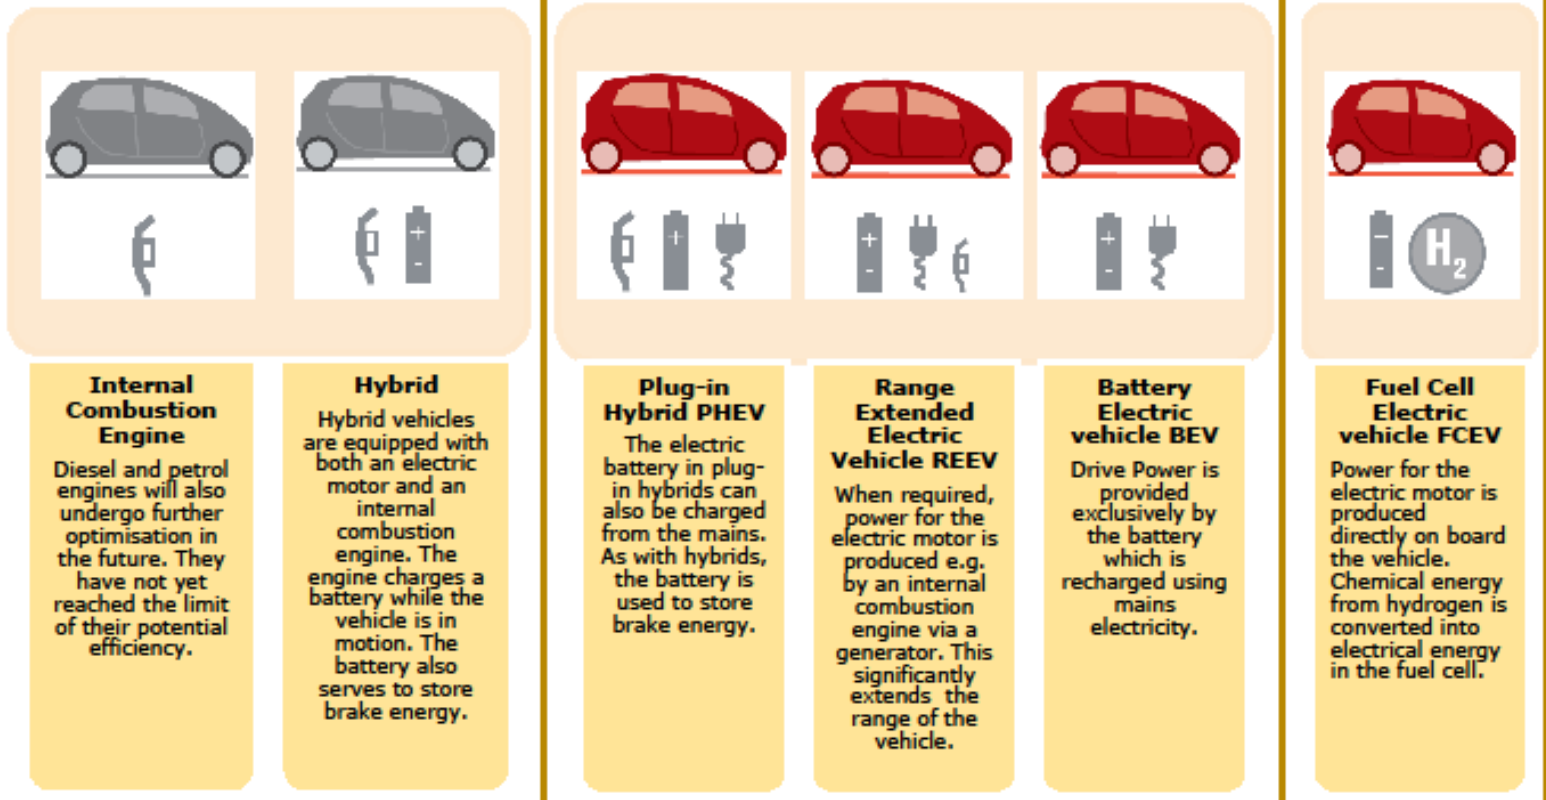 H2
Internal
Combustion
Engine
Diesel and petrol
engines will also
undergo further
optimisation in
the future. They
have not yet
reached the limit
of their potential
efficiency.
Hybrid
Hybrid vehicles
are equipped with
both an electric
motor and an
internal
combustion
engine. The
engine charges a
battery while the
vehicle is in
motion. The
battery also
serves to store
brake energy.
Plug-in
Hybrid PHEV
The electric
battery in plug-
in hybrids can
also be charged
from the mains.
As with hybrids,
the battery is
used to store
brake energy.
Range
Extended
Electric
Vehicle REEV
When required,
power for the
electric motor is
produced e.g.
by an internal
combustion
engine via a
generator. This
significantly
extends the
range of the
vehicle.
Battery
Electric
vehicle BEV
Drive Power is
provided
exclusively by
the battery
which is
recharged using
mains
electricity.
Fuel Cell
Electric
vehicle FCEV
Power for the
electric motor is
produced
directly on board
the vehicle.
Chemical energy
from hydrogen is
converted into
electrical energy
in the fuel cell.